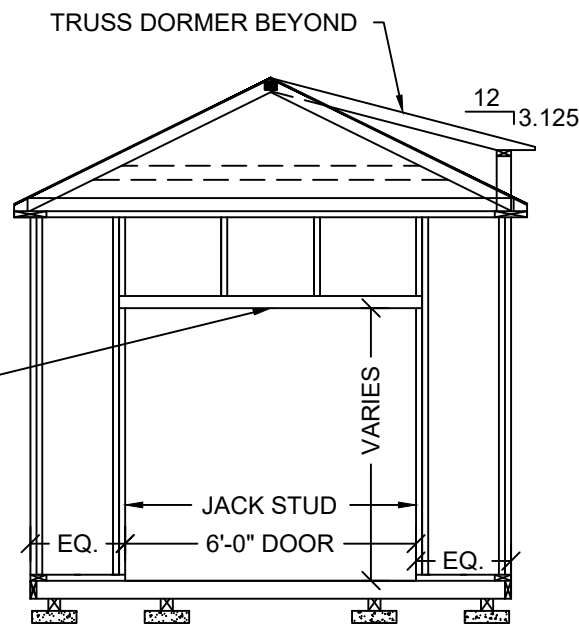 TRUSS DORMER BEYOND
12
3.125
VARIES
JACK STUD
EQ.
6'-0" DOOR
EQ.